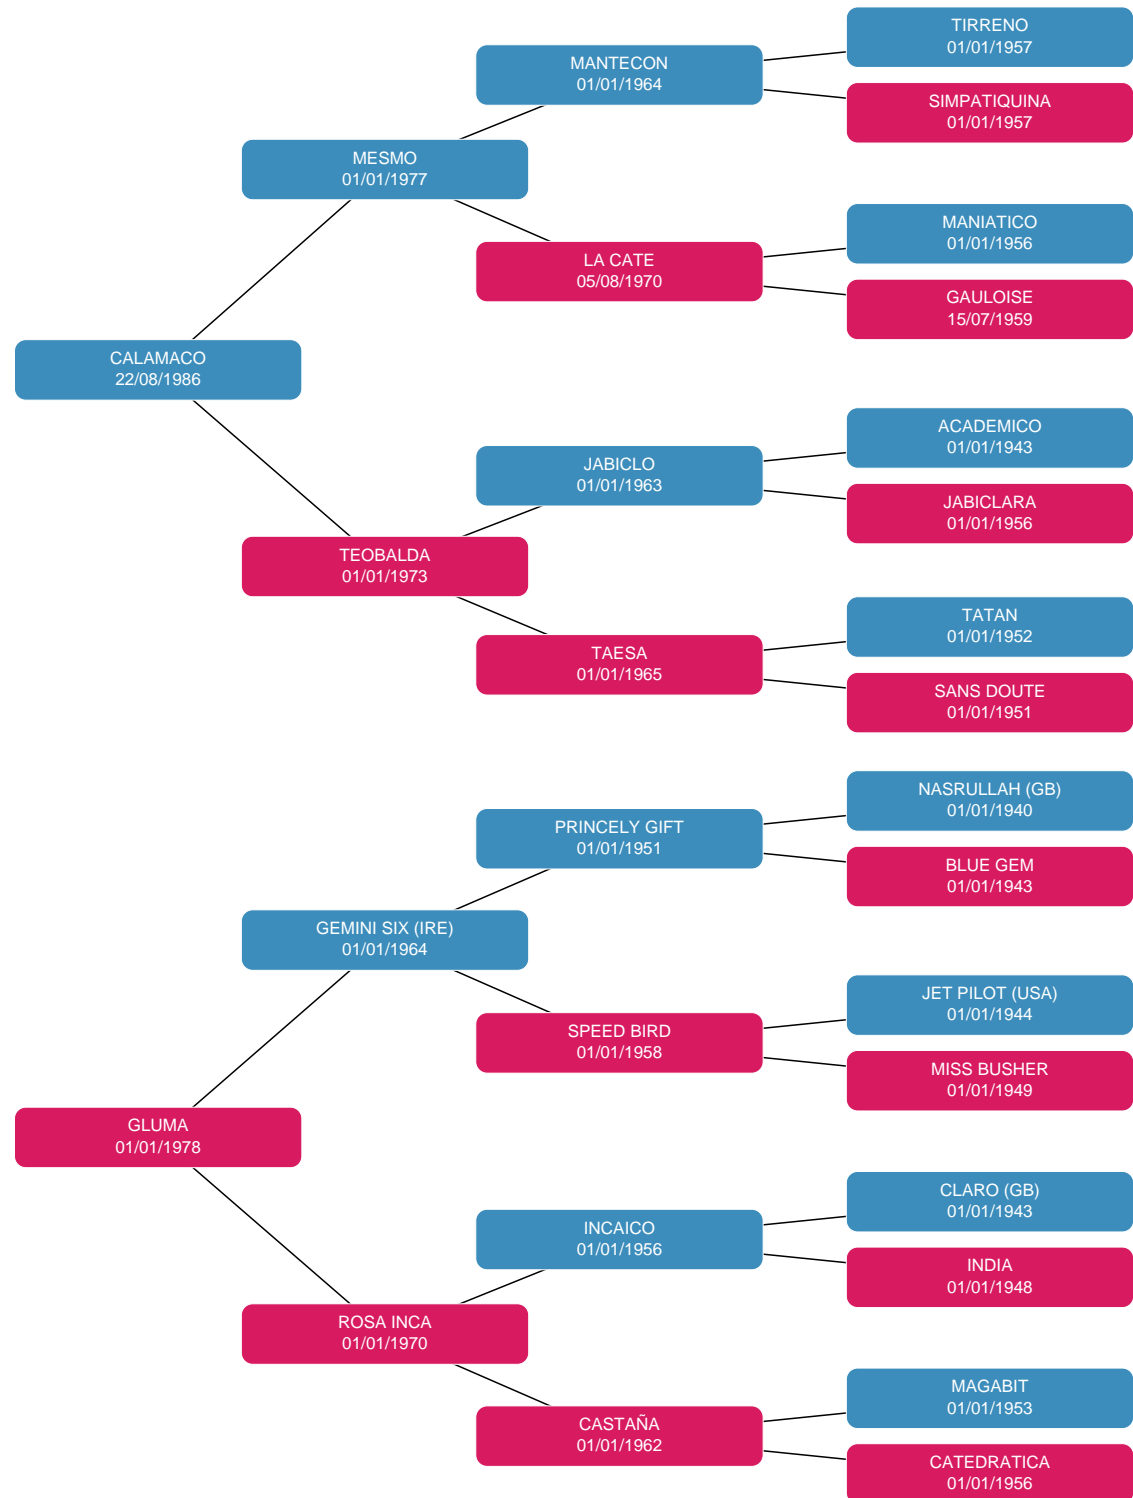 TIRRENO
01/01/1957
MANTECON
01/01/1964
SIMPATIQUINA
01/01/1957
MESMO
01/01/1977
MANIATICO
01/01/1956
LA CATE
05/08/1970
GAULOISE
15/07/1959
CALAMACO
22/08/1986
ACADEMICO
01/01/1943
JABICLO
01/01/1963
JABICLARA
01/01/1956
TEOBALDA
01/01/1973
TATAN
01/01/1952
TAESA
01/01/1965
SANS DOUTE
01/01/1951
NASRULLAH (GB)
01/01/1940
PRINCELY GIFT
01/01/1951
BLUE GEM
01/01/1943
GEMINI SIX (IRE)
01/01/1964
JET PILOT (USA)
01/01/1944
SPEED BIRD
01/01/1958
MISS BUSHER
01/01/1949
GLUMA
01/01/1978
CLARO (GB)
01/01/1943
INCAICO
01/01/1956
INDIA
01/01/1948
ROSA INCA
01/01/1970
MAGABIT
01/01/1953
CASTAÑA
01/01/1962
CATEDRATICA
01/01/1956